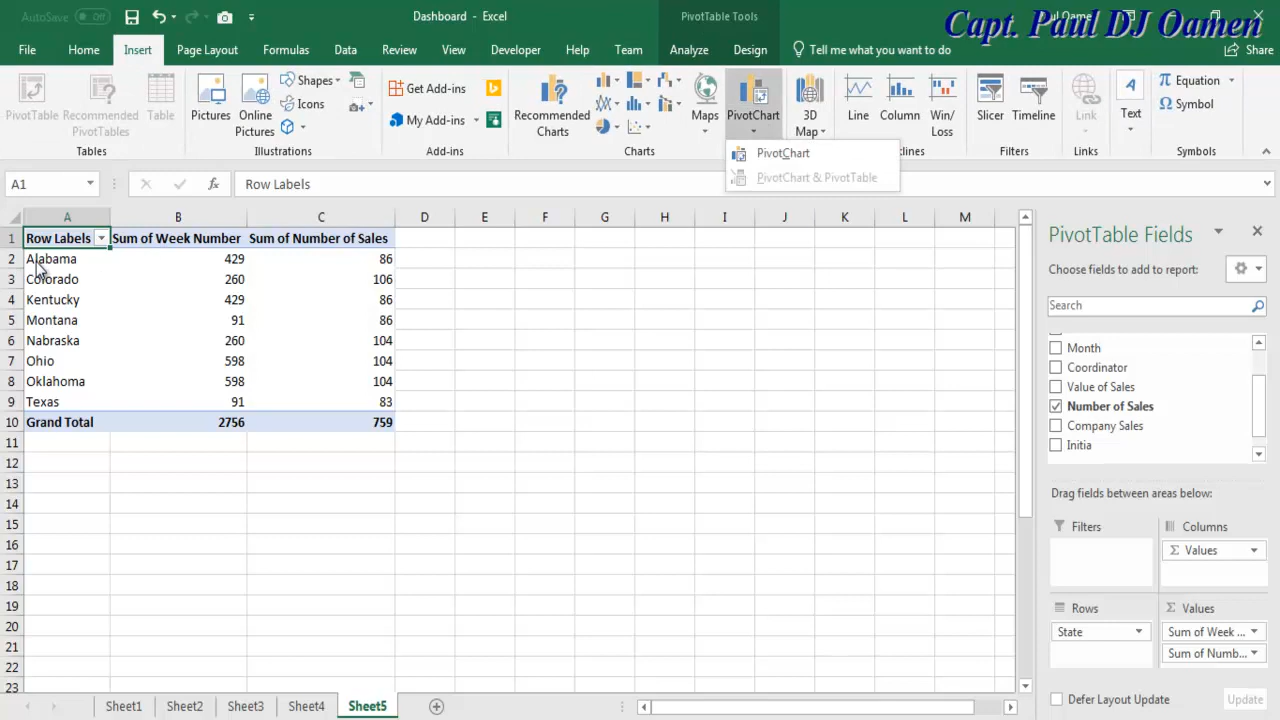 AutoSave Off
Dashboard - Excel
PivotTable Tools
Capt. Paul DJ Oamen
File Home Insert Page Layout Formulas Data Review View Developer Help Team Analyze Design Tell me what you want to do Share
PivotTable
Recommended
PivotTables
Table
Tables
Pictures
Online
Pictures
Shapes
Icons
Illustrations
Get Add-ins
My Add-ins
Add-ins
Recommended
Charts
Charts
Maps
PivotChart
3D
Map
Line
Column
Win/
Loss
Slicer
Timeline
Filters
Link
Links
A
Text
Equation
Symbol
Symbols
PivotChart
PivotChart & PivotTable
A1
fx
Row Labels
A B C D E F G H I J K L M
1 Row Labels Sum of Week Number Sum of Number of Sales
2 Alabama 429 86
3 Colorado 260 106
4 Kentucky 429 86
5 Montana 91 86
6 Nabraska 260 104
7 Ohio 598 104
8 Oklahoma 598 104
9 Texas 91 83
10 Grand Total 2756 759
11
12
13
14
15
16
17
18
19
20
21
22
23
PivotTable Fields
Choose fields to add to report:
Search
Month
Coordinator
Value of Sales
Number of Sales
Company Sales
Initia
Drag fields between areas below:
Filters
Columns
Σ Values
Rows
State
Σ Values
Sum of Week ...
Sum of Numb...
Defer Layout Update
Update
Sheet1 Sheet2 Sheet3 Sheet4 Sheet5